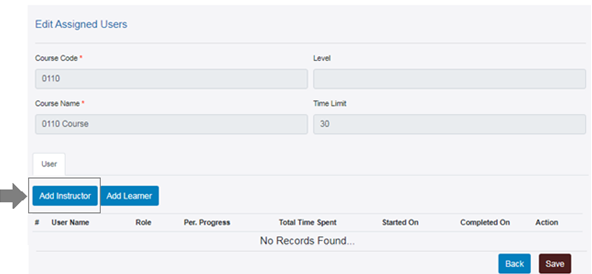 Edit Assigned Users
Course Code * Level
0110
Course Name * Time Limit
0110 Course 30
User
Add Instructor Add Learner
# User Name Role Per. Progress Total Time Spent Started On Completed On Action
No Records Found...
Back Save